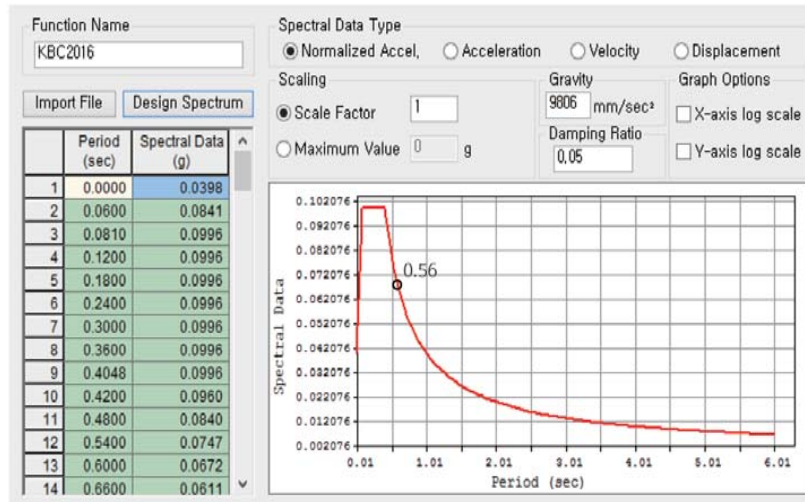 Function Name
KBC2016
Import File
Design Spectrum
Period (sec)
Spectral Data (g)
1 0.0000 0.0398
2 0.0600 0.0841
3 0.0810 0.0996
4 0.1200 0.0996
5 0.1800 0.0996
6 0.2400 0.0996
7 0.3000 0.0996
8 0.3600 0.0996
9 0.4048 0.0996
10 0.4200 0.0960
11 0.4800 0.0840
12 0.5400 0.0747
13 0.6000 0.0672
14 0.6600 0.0611
Spectral Data Type
Normalized Accel,
Acceleration
Velocity
Displacement
Scaling
Scale Factor 1
Maximum Value 0 g
Gravity
9806 mm/sec²
Damping Ratio
0,05
Graph Options
X-axis log scale
Y-axis log scale
0.102076
0.092076
0.082076
0.072076
0.062076
0.052076
0.042076
0.032076
0.022076
0.012076
0.002076
Spectral Data
0.56
0.01 1.01 2.01 3.01 4.01 5.01 6.01
Period (sec)